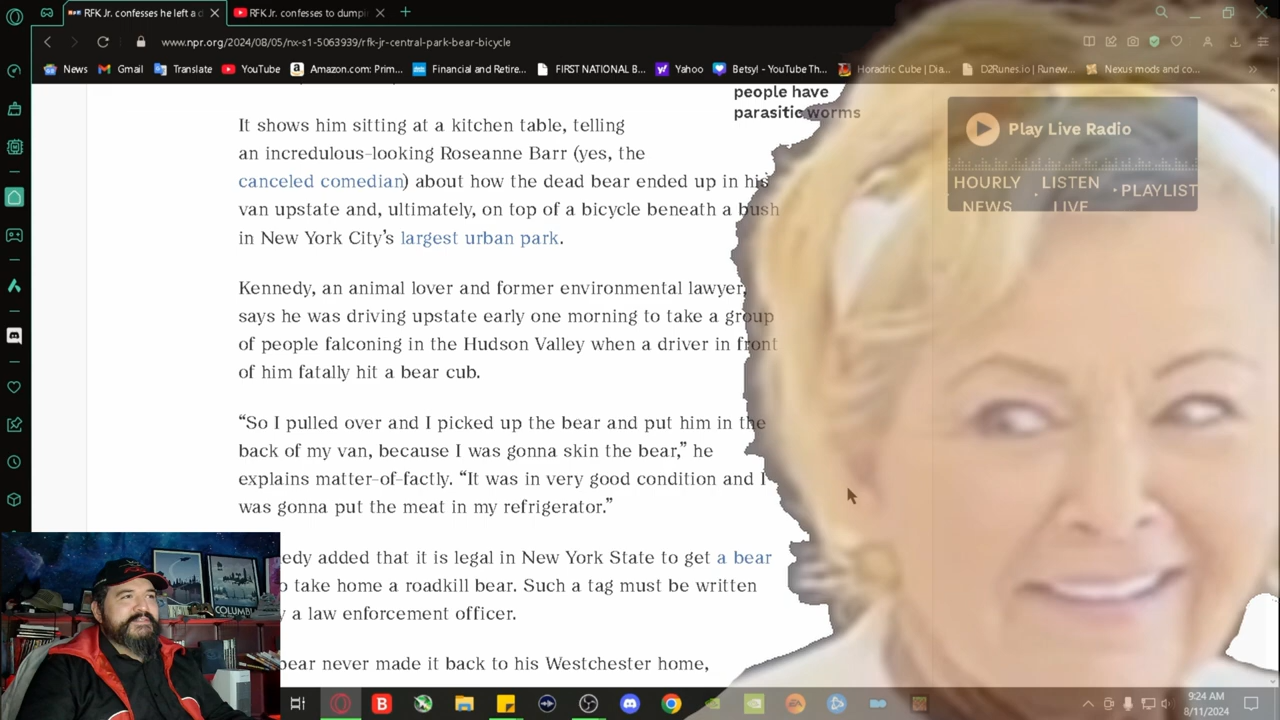 RFK Jr. confesses he left a d
RFK Jr. confesses to dumpi
www.npr.org/2024/08/05/nx-s1-5063939/rfk-jr-central-park-bear-bicycle
News Gmail Translate YouTube Amazon.com: Prim... Financial and Retire... FIRST NATIONAL B... Yahoo Betsy! - YouTube Th... Horadric Cube | Dia... D2Runes.io | Runew... Nexus mods and co...
people have
parasitic worms
It shows him sitting at a kitchen table, telling
an incredulous-looking Roseanne Barr (yes, the
canceled comedian) about how the dead bear ended up in his
van upstate and, ultimately, on top of a bicycle beneath a bush
in New York City's largest urban park.
Kennedy, an animal lover and former environmental lawyer,
says he was driving upstate early one morning to take a group
of people falconing in the Hudson Valley when a driver in front
of him fatally hit a bear cub.
“So I pulled over and I picked up the bear and put him in the
back of my van, because I was gonna skin the bear,” he
explains matter-of-factly. “It was in very good condition and I
was gonna put the meat in my refrigerator.”
edy added that it is legal in New York State to get a bear
o take home a roadkill bear. Such a tag must be written
y a law enforcement officer.
bear never made it back to his Westchester home,
Play Live Radio
HOURLY NEWS · LISTEN LIVE · PLAYLIST
COLUMB
9:24 AM
8/11/2024